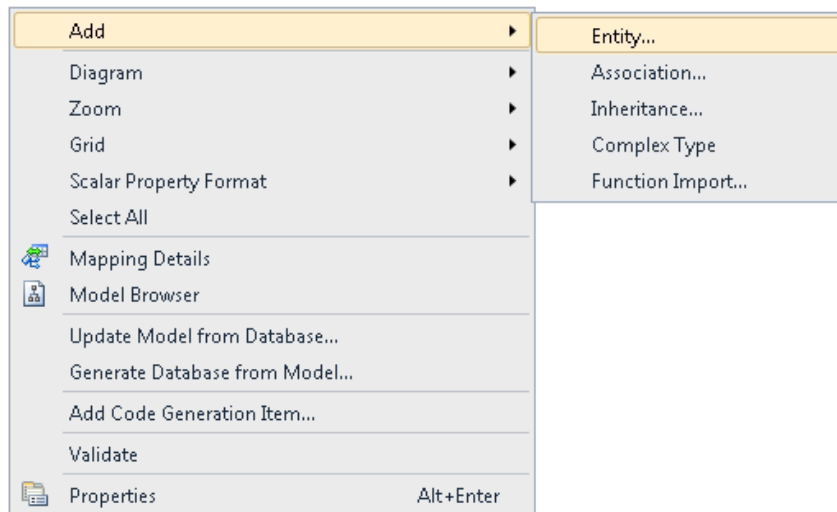 Add
Entity...
Diagram
Association...
Zoom
Inheritance...
Grid
Complex Type
Scalar Property Format
Function Import...
Select All
Mapping Details
Model Browser
Update Model from Database...
Generate Database from Model...
Add Code Generation Item...
Validate
Properties Alt+Enter